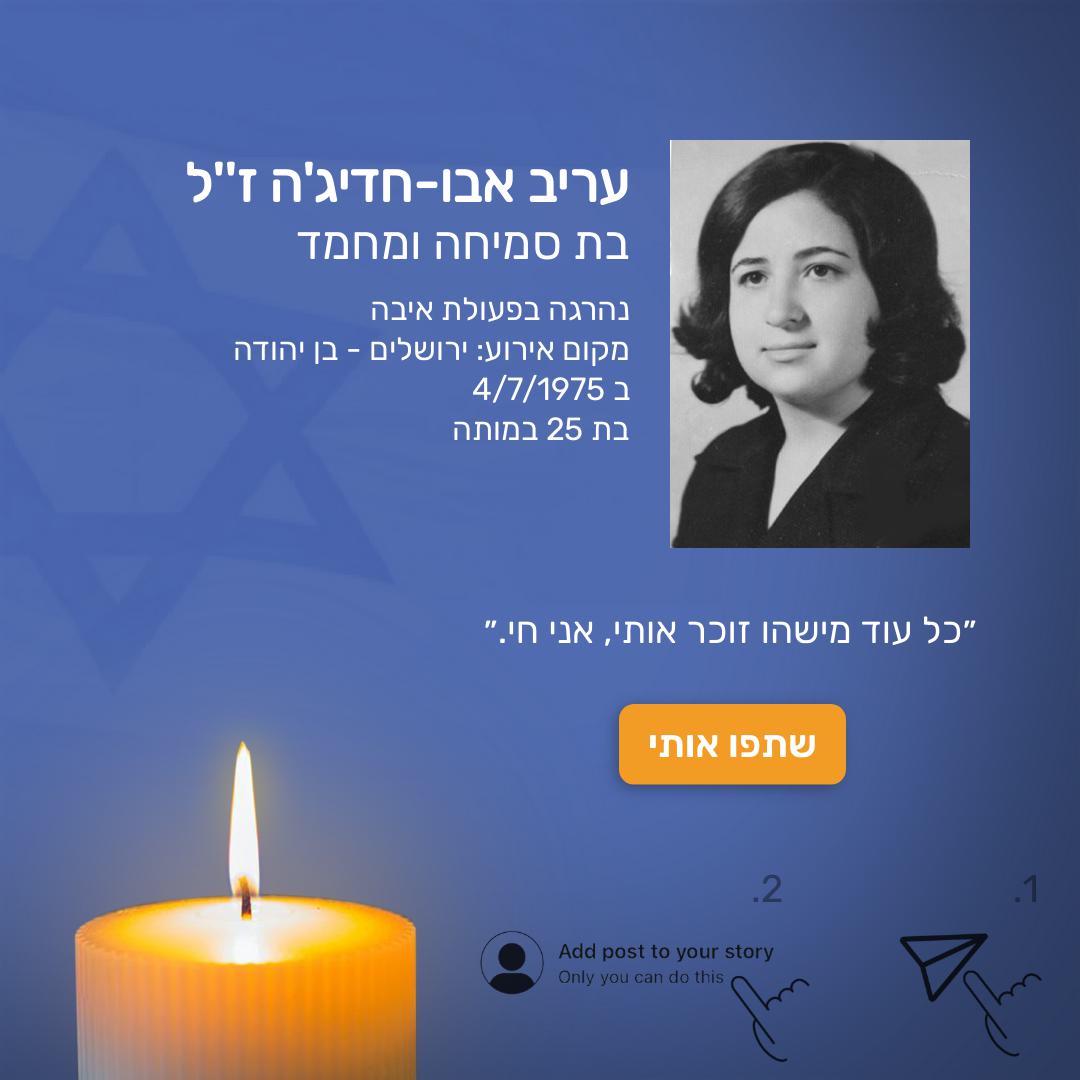 עריב אבו-חדיג'ה ז"ל
בת סמיחה ומחמד
נהרגה בפעולת איבה
מקום אירוע: ירושלים - בן יהודה
ב 4/7/1975
בת 25 במותה
״כל עוד מישהו זוכר אותי, אני חי.״
שתפו אותי
.1
.2
Add post to your story
Only you can do this